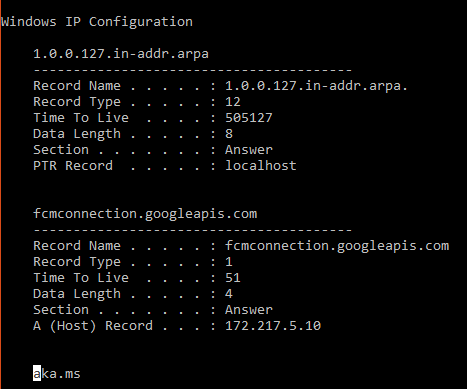 Windows IP Configuration
1.0.0.127.in-addr.arpa
----------------------------------------
Record Name . . . . . : 1.0.0.127.in-addr.arpa.
Record Type . . . . . : 12
Time To Live  . . . . : 505127
Data Length . . . . . : 8
Section . . . . . . . : Answer
PTR Record  . . . . . : localhost
fcmconnection.googleapis.com
----------------------------------------
Record Name . . . . . : fcmconnection.googleapis.com
Record Type . . . . . : 1
Time To Live  . . . . : 51
Data Length . . . . . : 4
Section . . . . . . . : Answer
A (Host) Record . . . : 172.217.5.10
aka.ms